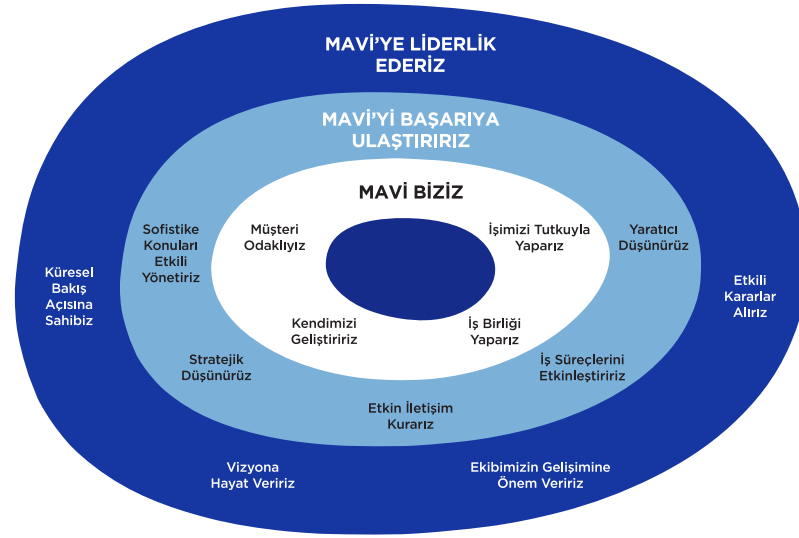 MAVİ'YE LİDERLİK
EDERİZ
MAVİ'Yİ BAŞARIYA
ULAŞTIRIRIZ
MAVİ BİZİZ
Sofistike
Konuları
Etkili
Yönetiriz
Müşteri
Odaklıyız
İşimizi Tutkuyla
Yaparız
Yaratıcı
Düşünürüz
Küresel
Bakış
Açısına
Sahibiz
Etkili
Kararlar
Alırız
Kendimizi
Geliştiririz
İş Birliği
Yaparız
Stratejik
Düşünürüz
İş Süreçlerini
Etkinleştiririz
Etkin İletişim
Kurarız
Vizyona
Hayat Veririz
Ekibimizin Gelişimine
Önem Veririz